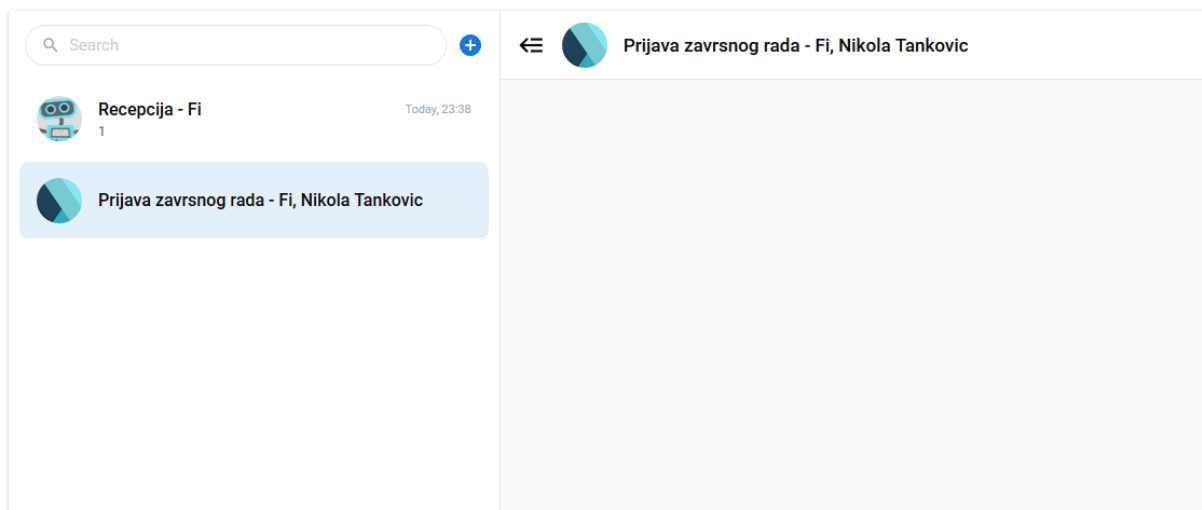 Search
Recepcija - Fi
Today, 23:38
1
Prijava zavrsnog rada - Fi, Nikola Tankovic
Prijava zavrsnog rada - Fi, Nikola Tankovic